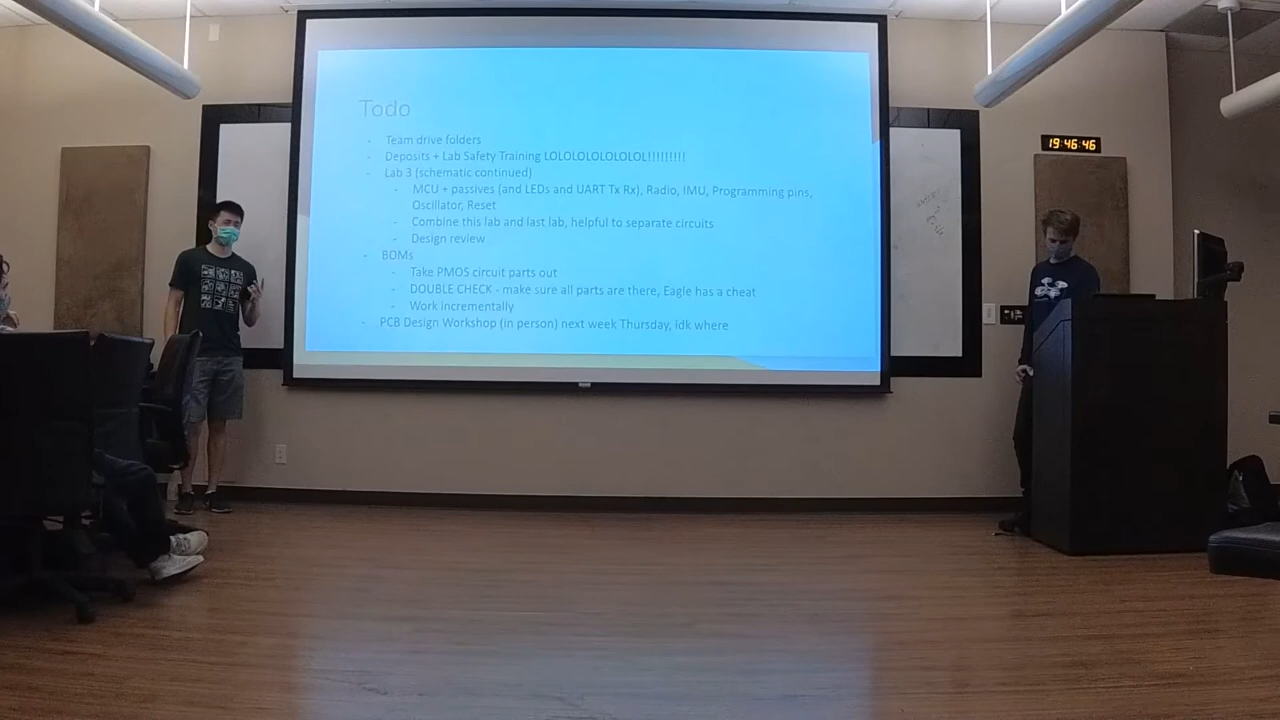 Todo
- Team drive folders
- Deposits + Lab Safety Training LOLOLOLOLOLOL!!!!!!!!!
- Lab 3 (schematic continued)
- MCU + passives (and LEDs and UART Tx Rx), Radio, IMU, Programming pins,
Oscillator, Reset
- Combine this lab and last lab, helpful to separate circuits
- Design review
- BOMs
- Take PMOS circuit parts out
- DOUBLE CHECK - make sure all parts are there, Eagle has a cheat
- Work incrementally
- PCB Design Workshop (in person) next week Thursday, idk where
19:46:46